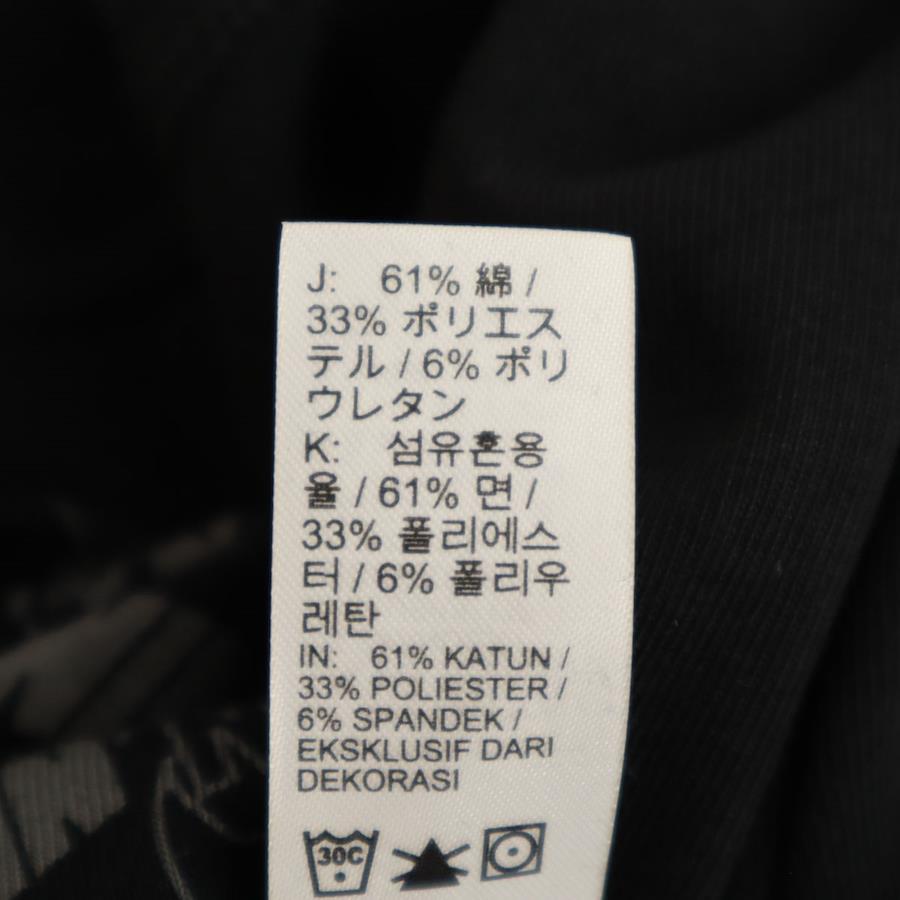 J: 61% 綿 /
33% ポリエス
テル / 6% ポリ
ウレタン
K: 섬유혼용
율 / 61% 면 /
33% 폴리에스
터 / 6% 폴리우
레탄
IN: 61% KATUN /
33% POLIESTER /
6% SPANDEK /
EKSKLUSIF DARI
DEKORASI
30C